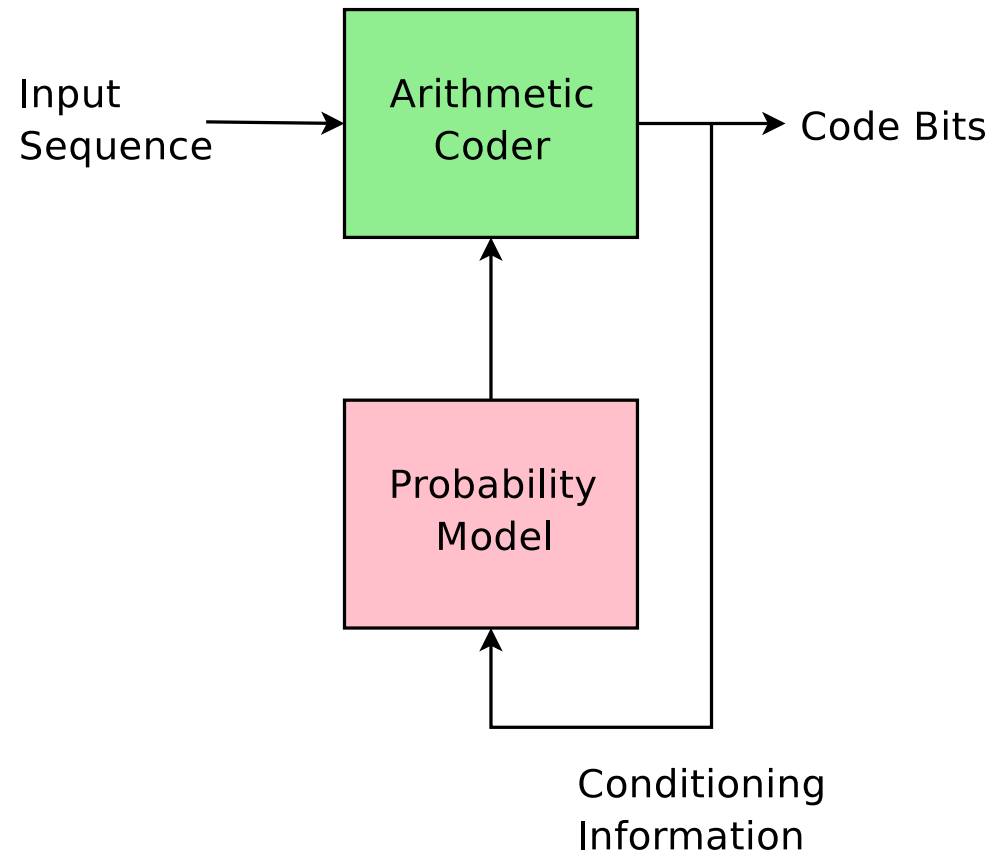 Input
Sequence
Arithmetic
Coder
Code Bits
Probability
Model
Conditioning
Information